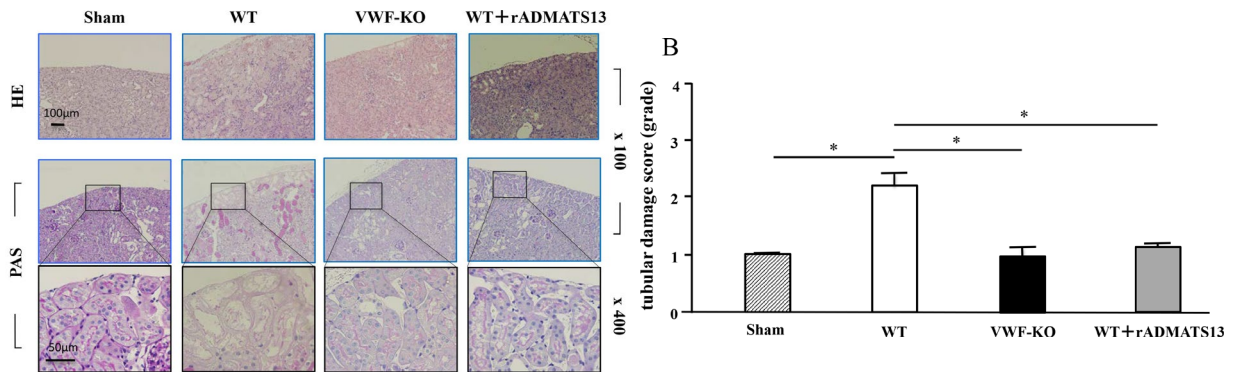 Sham WT VWF-KO WT+rADMATS13
HE
100μm
x 100
PAS
50μm
x 400
B
tubular damage score (grade)
4
3
2
1
0
*
*
*
Sham WT VWF-KO WT+rADMATS13